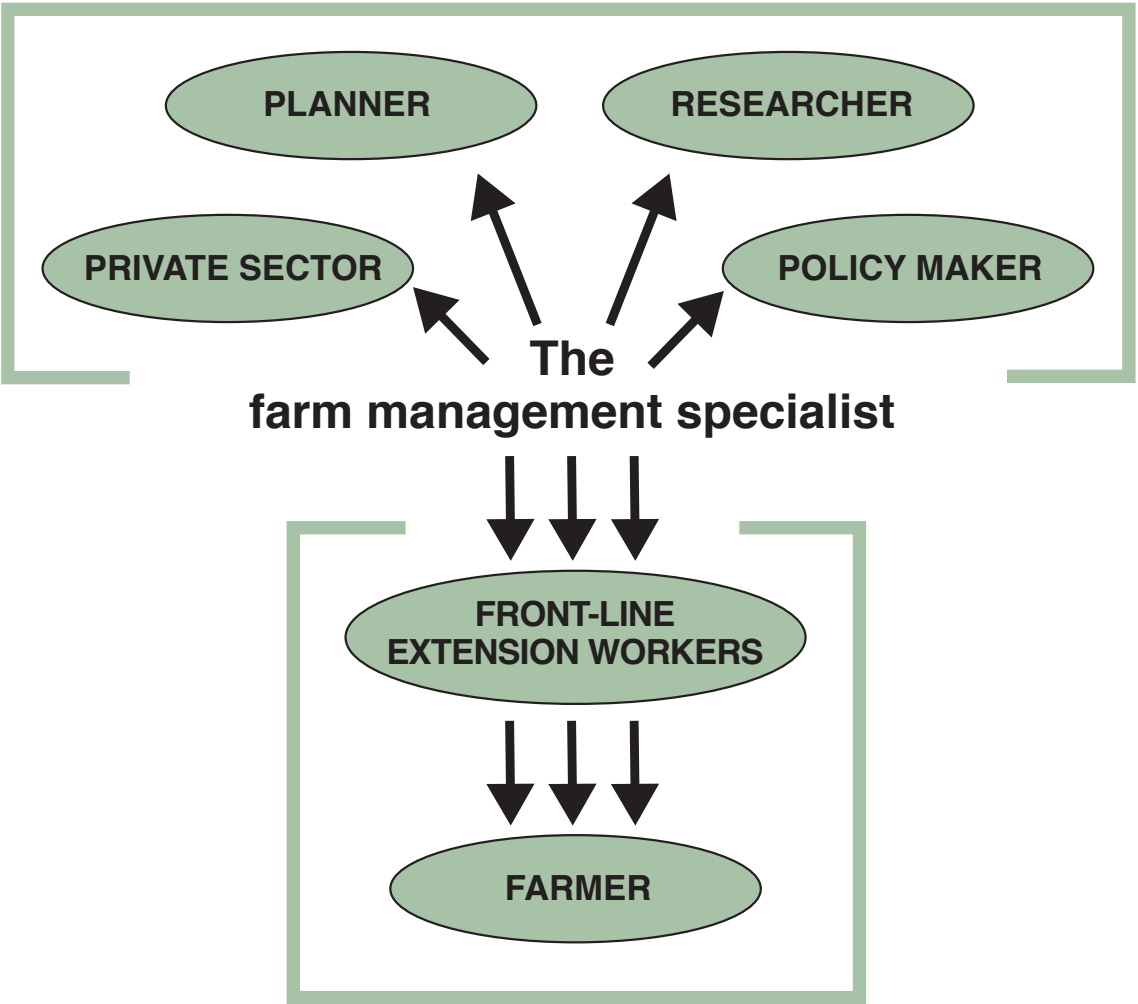 PLANNER
RESEARCHER
PRIVATE SECTOR
POLICY MAKER
The
farm management specialist
FRONT-LINE
EXTENSION WORKERS
FARMER